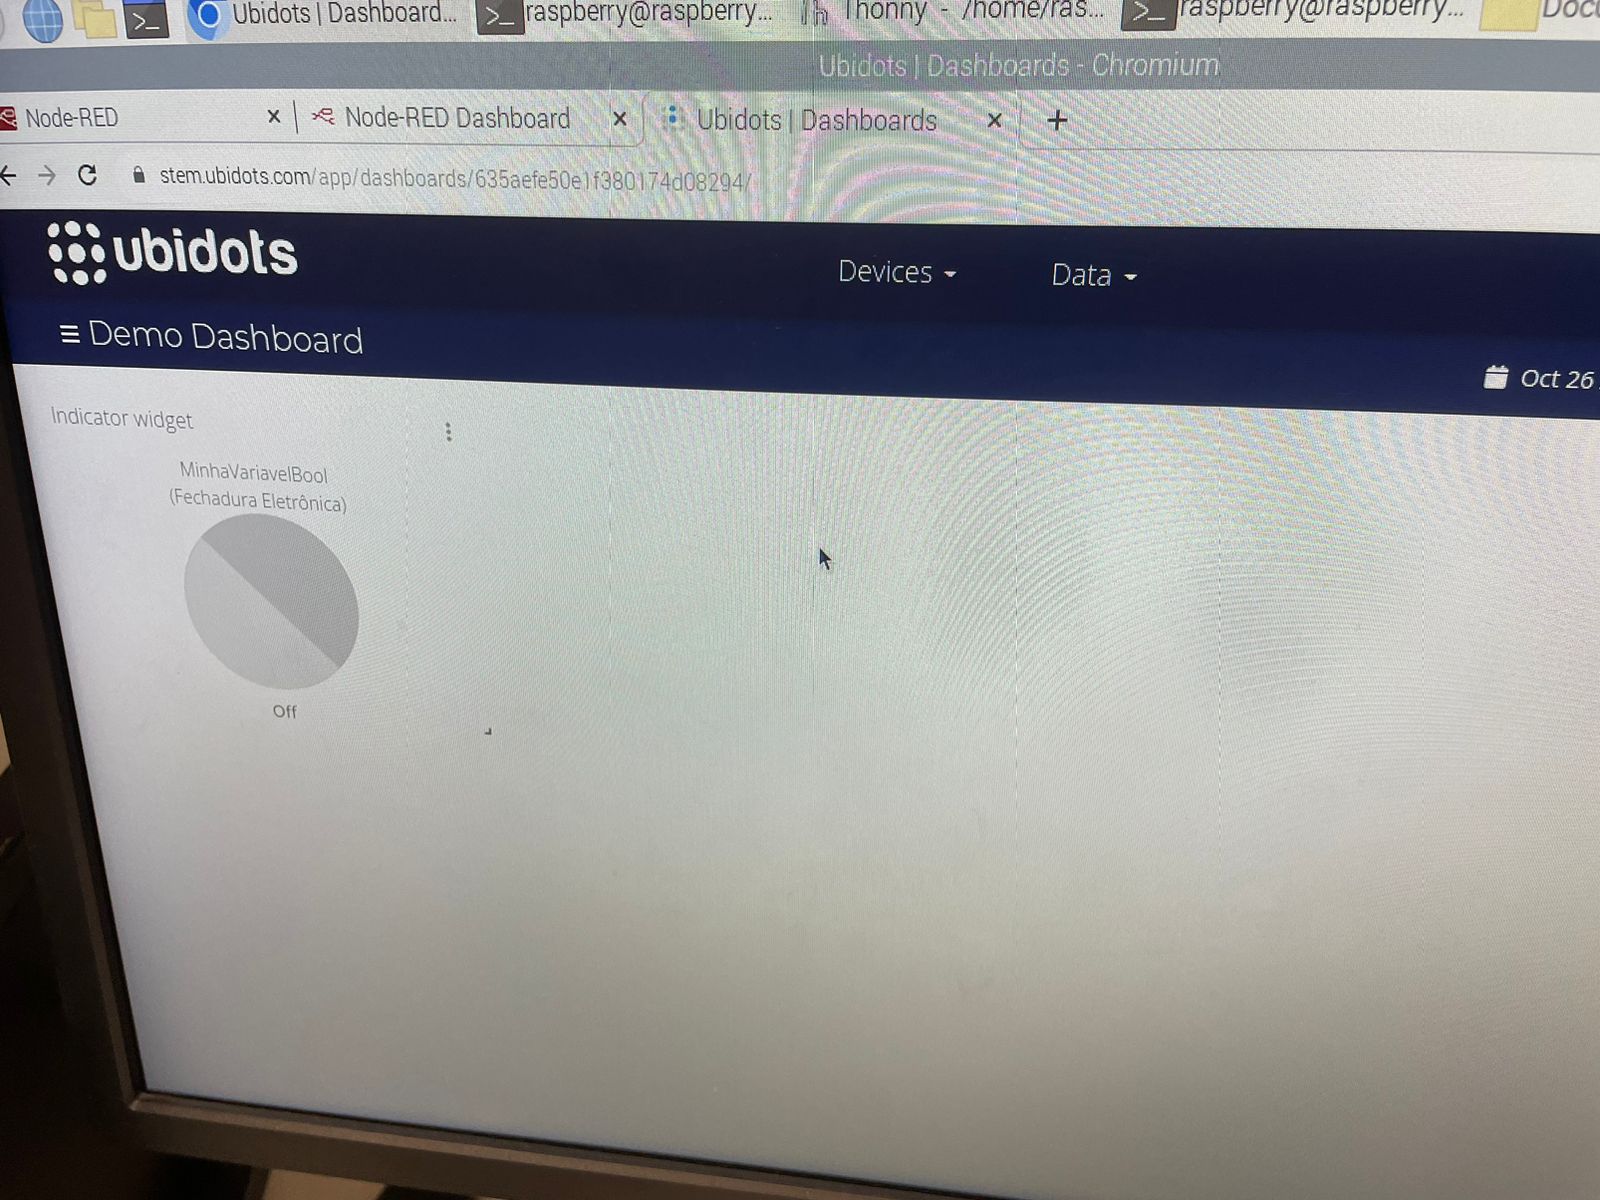 Ubidots | Dashboard...
raspberry@raspberry...
Thonny - /home/ras...
raspberry@raspberry...
Ubidots | Dashboards - Chromium
Node-RED
Node-RED Dashboard
Ubidots | Dashboards
stem.ubidots.com/app/dashboards/635aefe50e1f380174d08294/
ubidots
Devices
Data
Demo Dashboard
Oct 26
Indicator widget
MinhaVariavelBool
(Fechadura Eletrônica)
Off